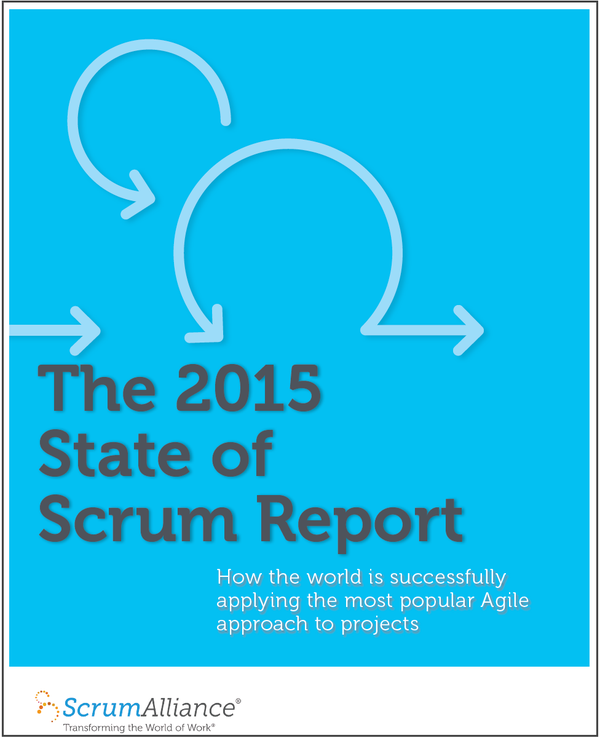 The 2015
State of
Scrum Report
How the world is successfully
applying the most popular Agile
approach to projects
ScrumAlliance®
Transforming the World of Work®